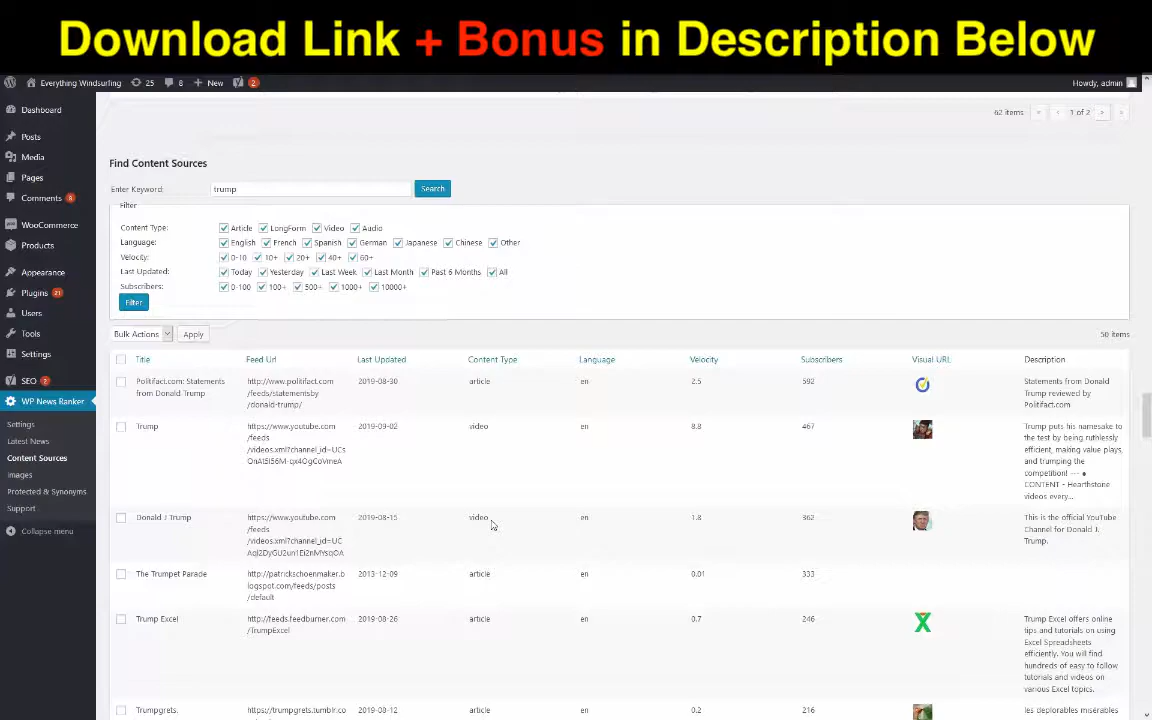 Download Link + Bonus in Description Below
Everything Windsurfing 25 8 + New 2 Howdy, admin
Dashboard
Posts
Media
Pages
Comments 8
WooCommerce
Products
Appearance
Plugins 21
Users
Tools
Settings
SEO 2
WP News Ranker
Settings
Latest News
Content Sources
Images
Protected & Synonyms
Support
Collapse menu
62 items « ‹ 1 of 2 › »
Find Content Sources
Enter Keyword: trump Search
Filter
Content Type: Article LongForm Video Audio
Language: English French Spanish German Japanese Chinese Other
Velocity: 0-10 10+ 20+ 40+ 60+
Last Updated: Today Yesterday Last Week Last Month Past 6 Months All
Subscribers: 0-100 100+ 500+ 1000+ 10000+
Filter
Bulk Actions Apply 50 items
Title Feed Url Last Updated Content Type Language Velocity Subscribers Visual URL Description
Politifact.com: Statements http://www.politifact.com 2019-08-30 article en 2.5 592 Statements from Donald
from Donald Trump /feeds/statementsby Trump reviewed by
/donald-trump/ Politifact.com
Trump https://www.youtube.com 2019-09-02 video en 8.8 467 Trump puts his namesake to
/feeds the test by being ruthlessly
/videos.xml?channel_id=UCs efficient, making value plays
and trumping the
competition! --- ●
CONTENT - Hearthstone
videos every...
Donald J Trump https://www.youtube.com 2019-08-15 video en 1.8 362 This is the official YouTube
/feeds Channel for Donald J.
/videos.xml?channel_id=UC Trump.
The Trumpet Parade http://patrickschoenmaker.b 2013-12-09 article en 0.01 333
logspot.com/feeds/posts
/default
Trump Excel http://feeds.feedburner.com 2019-08-26 article en 0.7 246 Trump Excel offers online
/TrumpExcel tips and tutorials on using
Excel Spreadsheets
efficiently. You will find
hundreds of easy to follow
tutorials and videos on
various Excel topics.
Trumpgrets. https://trumpgrets.tumblr.co 2019-08-12 article en 0.2 216 les deplorables misérables